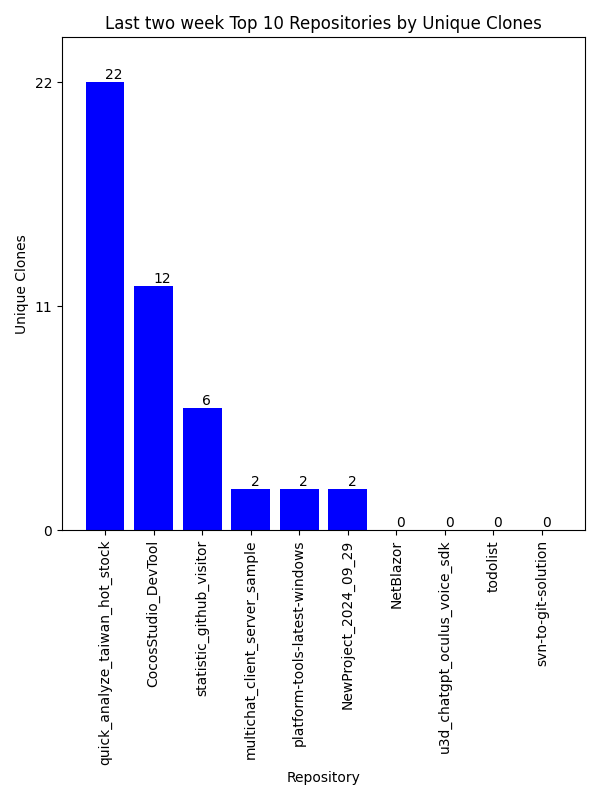 Last two week Top 10 Repositories by Unique Clones
Unique Clones
22
11
0
22
12
6
2
2
2
0
0
0
0
quick_analyze_taiwan_hot_stock
CocosStudio_DevTool
statistic_github_visitor
multichat_client_server_sample
platform-tools-latest-windows
NewProject_2024_09_29
NetBlazor
u3d_chatgpt_oculus_voice_sdk
todolist
svn-to-git-solution
Repository